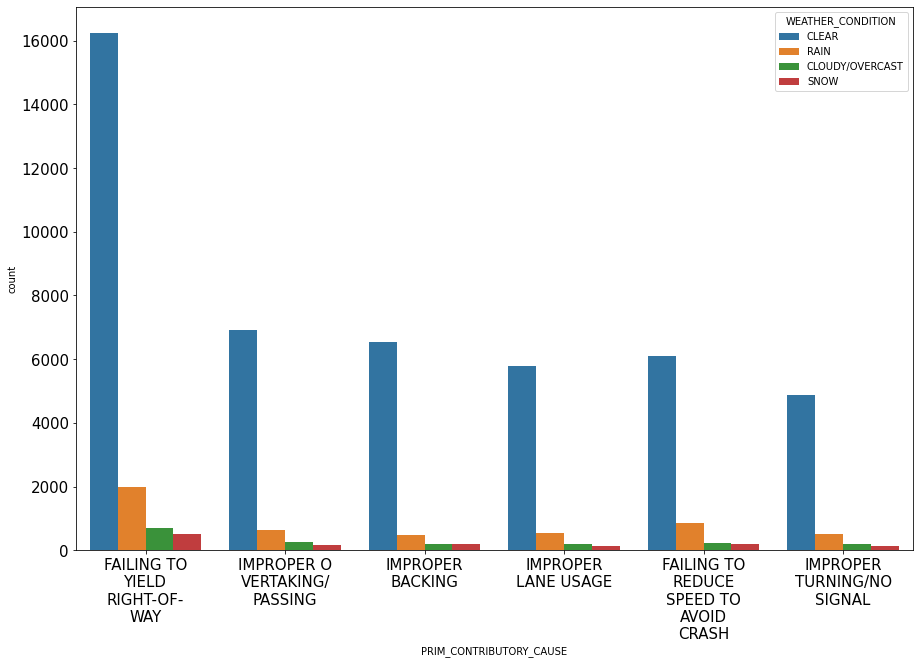 WEATHER_CONDITION
CLEAR
RAIN
CLOUDY/OVERCAST
SNOW
16000
14000
12000
10000
8000
6000
4000
2000
0
count
FAILING TO
YIELD
RIGHT-OF-
WAY
IMPROPER O
VERTAKING/
PASSING
IMPROPER
BACKING
IMPROPER
LANE USAGE
FAILING TO
REDUCE
SPEED TO
AVOID
CRASH
IMPROPER
TURNING/NO
SIGNAL
PRIM_CONTRIBUTORY_CAUSE